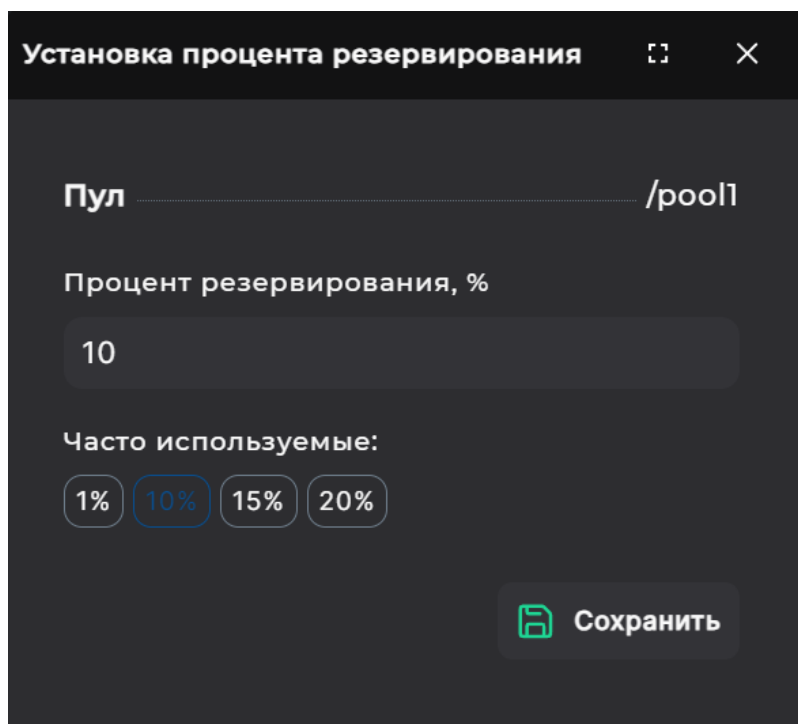 Установка процента резервирования
Пул /pool1
Процент резервирования, %
10
Часто используемые:
1% 10% 15% 20%
Сохранить